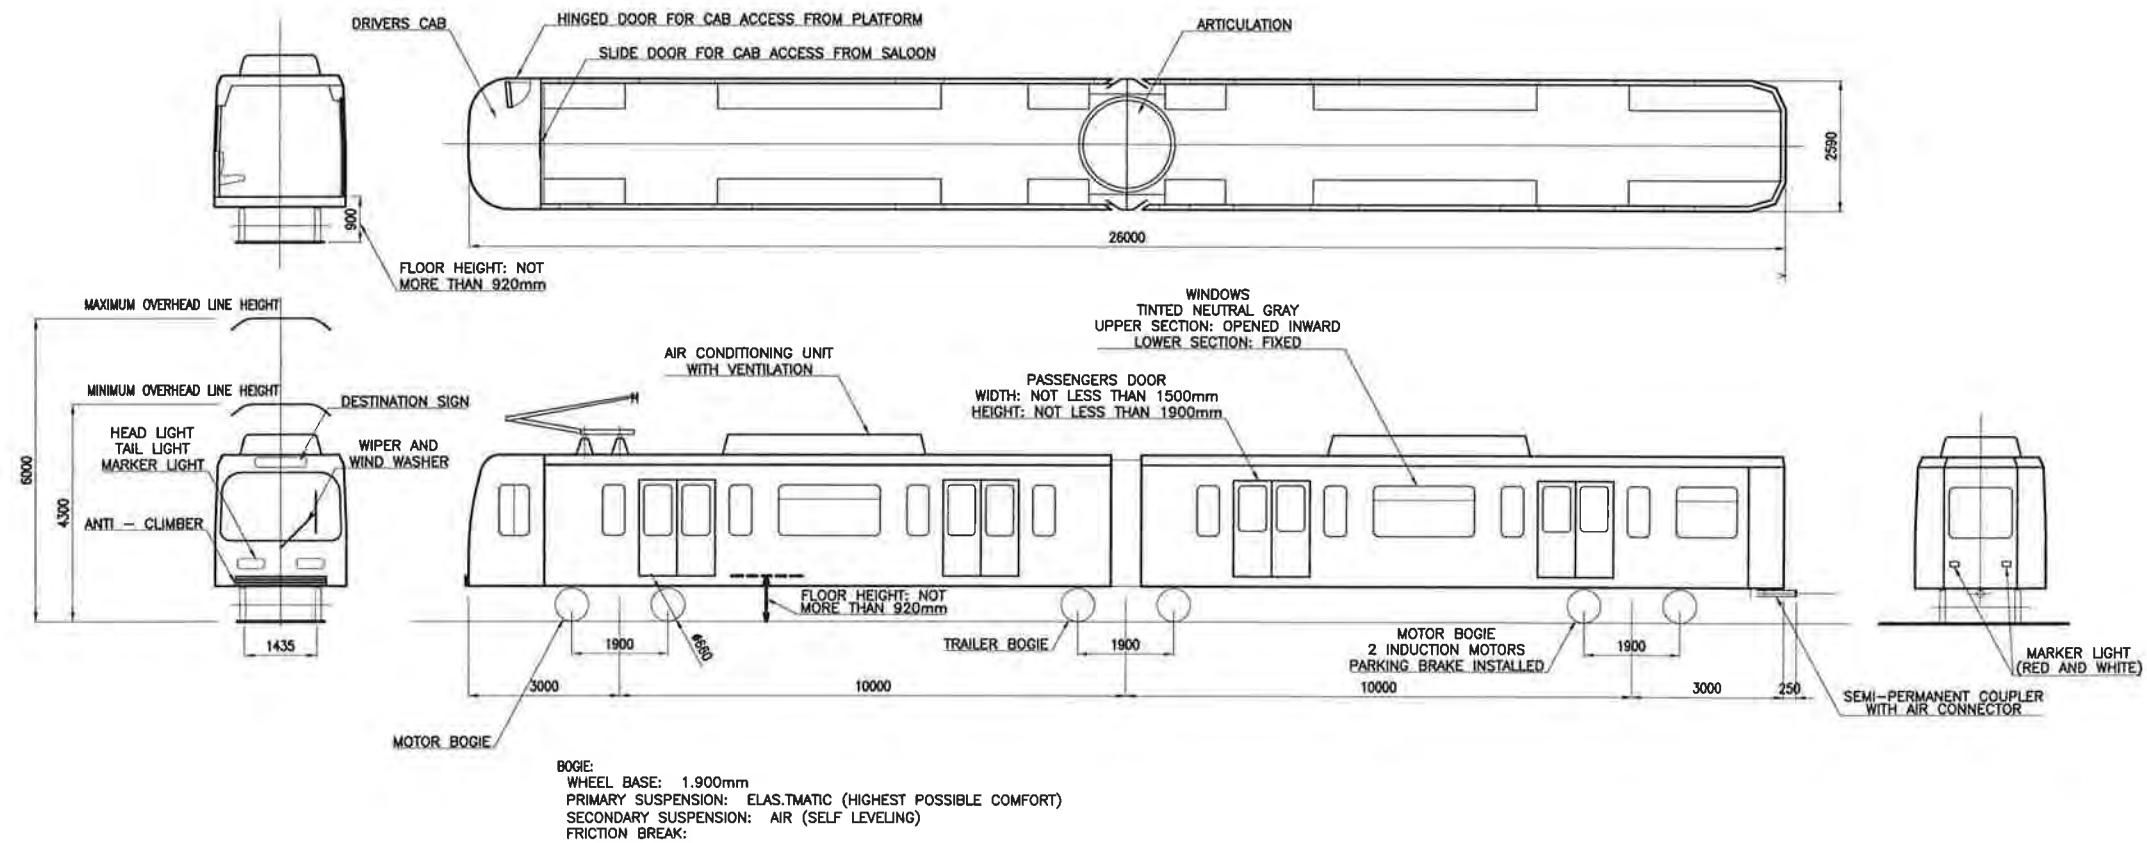 DRIVERS CAB
HINGED DOOR FOR CAB ACCESS FROM PLATFORM
SLIDE DOOR FOR CAB ACCESS FROM SALOON
ARTICULATION
900
2590
26000
FLOOR HEIGHT: NOT
MORE THAN 920mm
MAXIMUM OVERHEAD LINE HEIGHT
MINIMUM OVERHEAD LINE HEIGHT
6000
4300
DESTINATION SIGN
HEAD LIGHT
TAIL LIGHT
MARKER LIGHT
WIPER AND
WIND WASHER
ANTI - CLIMBER
1435
AIR CONDITIONING UNIT
WITH VENTILATION
WINDOWS
TINTED NEUTRAL GRAY
UPPER SECTION: OPENED INWARD
LOWER SECTION: FIXED
PASSENGERS DOOR
WIDTH: NOT LESS THAN 1500mm
HEIGHT: NOT LESS THAN 1900mm
FLOOR HEIGHT: NOT
MORE THAN 920mm
1900
ø660
TRAILER BOGIE
1900
MOTOR BOGIE
2 INDUCTION MOTORS
PARKING BRAKE INSTALLED
1900
3000
10000
10000
3000
250
MARKER LIGHT
(RED AND WHITE)
SEMI-PERMANENT COUPLER
WITH AIR CONNECTOR
MOTOR BOGIE
BOGIE:
WHEEL BASE: 1.900mm
PRIMARY SUSPENSION: ELAS.TMATIC (HIGHEST POSSIBLE COMFORT)
SECONDARY SUSPENSION: AIR (SELF LEVELING)
FRICTION BREAK: